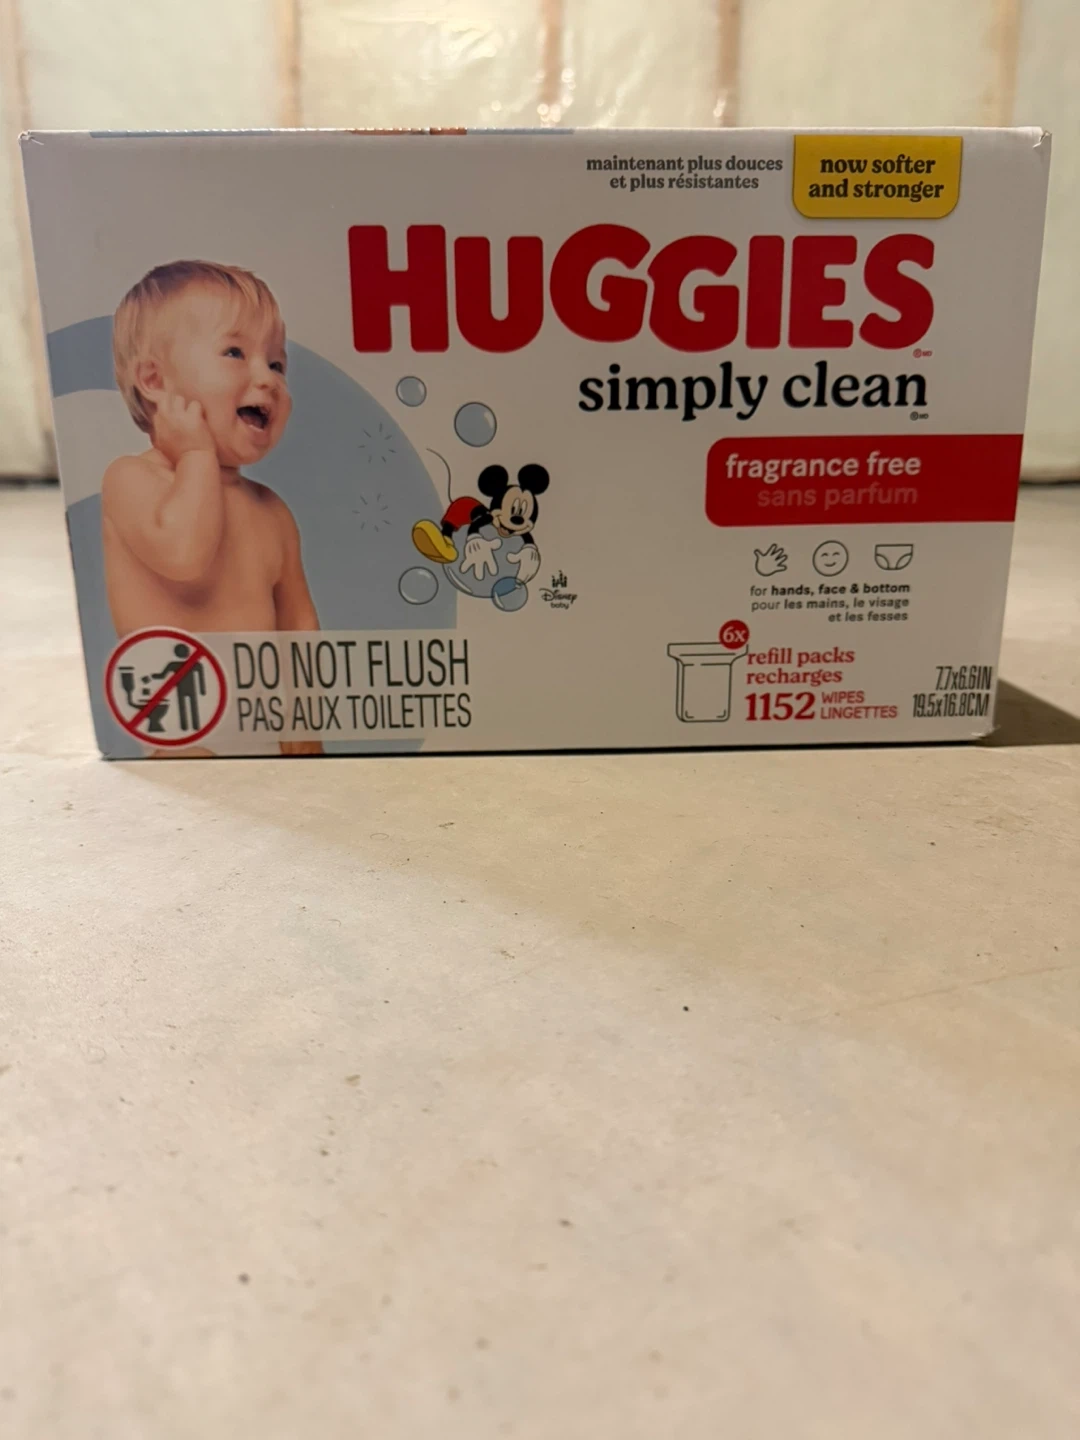 maintenant plus douces
et plus résistantes
now softer
and stronger
HUGGIES
simply clean
fragrance free
sans parfum
Disney
baby
for hands, face & bottom
pour les mains, le visage
et les fesses
DO NOT FLUSH
PAS AUX TOILETTES
6x
refill packs
recharges
1152 WIPES
LINGETTES
7.7x6.6IN
19.5x16.8CM